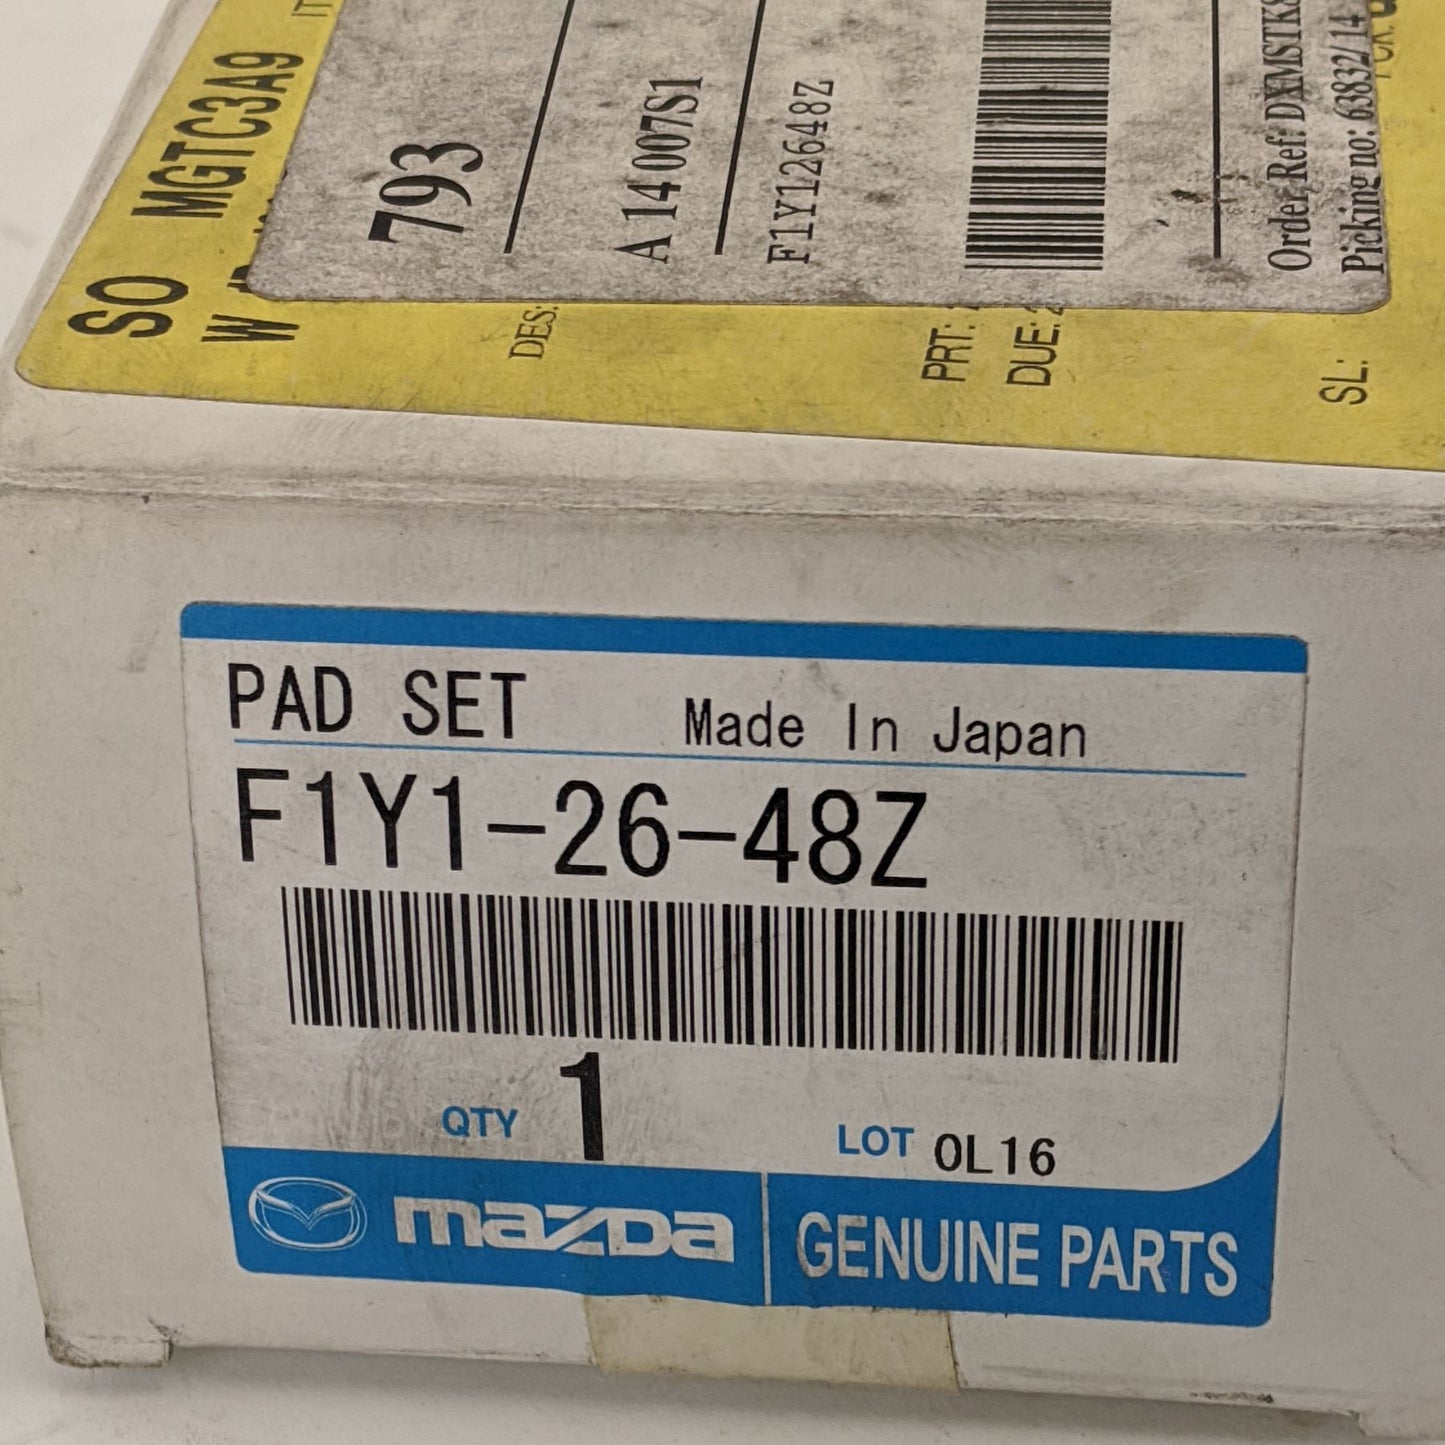 SO MGTC3A9
W
793
DES:
A 14 007S1
F1Y12648Z
PRT:
DUE:
Order Ref: DXMSTKS
Picking no: 63832/14
SL:
PAD SET Made In Japan
F1Y1-26-48Z
QTY 1
LOT 0L16
mazda GENUINE PARTS